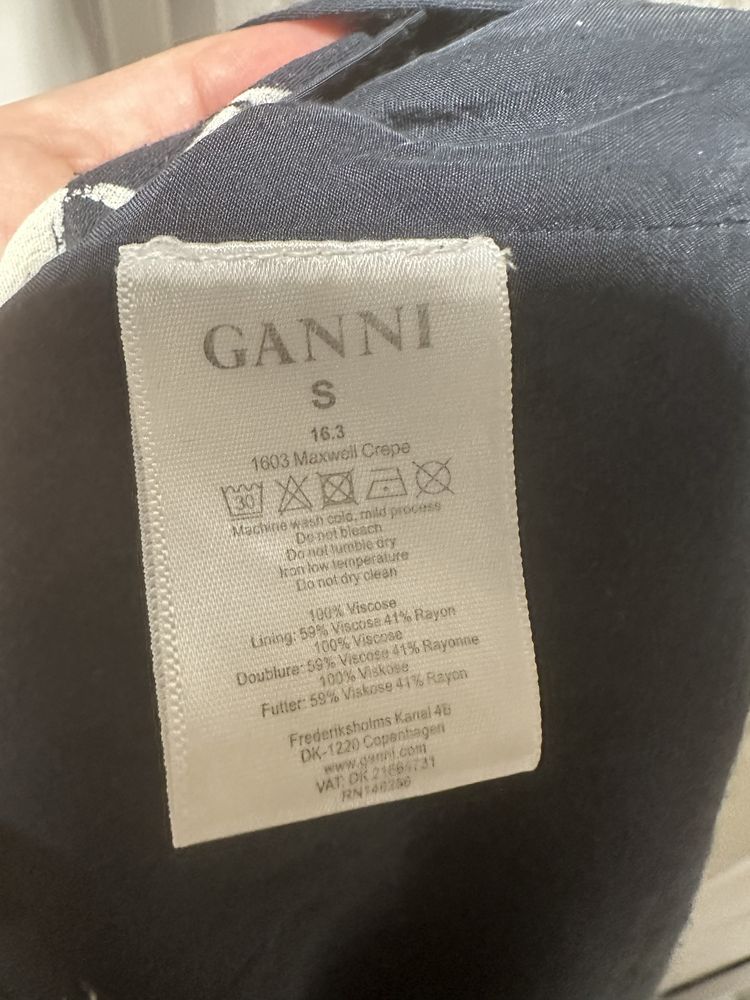 GANNI
S
16.3
1603 Maxwell Crepe
30
Machine wash cold, mild process
Do not bleach
Do not tumble dry
Iron low temperature
Do not dry clean
100% Viscose
Lining: 59% Viscose 41% Rayon
100% Viscose
Doublure: 59% Viscose 41% Rayonne
100% Viskose
Futter: 59% Viskose 41% Rayon
Frederiksholms Kanal 4B
DK-1220 Copenhagen
www.ganni.com
VAT: DK